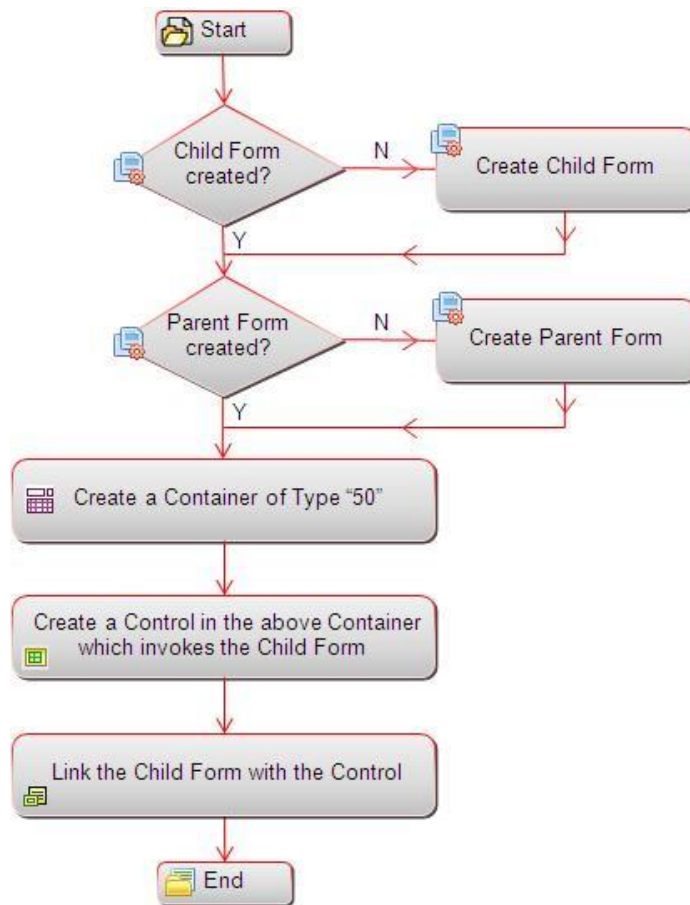 Start
Child Form
created?
N
Create Child Form
Y
Parent Form
created?
N
Create Parent Form
Y
Create a Container of Type “50”
Create a Control in the above Container
which invokes the Child Form
Link the Child Form with the Control
End